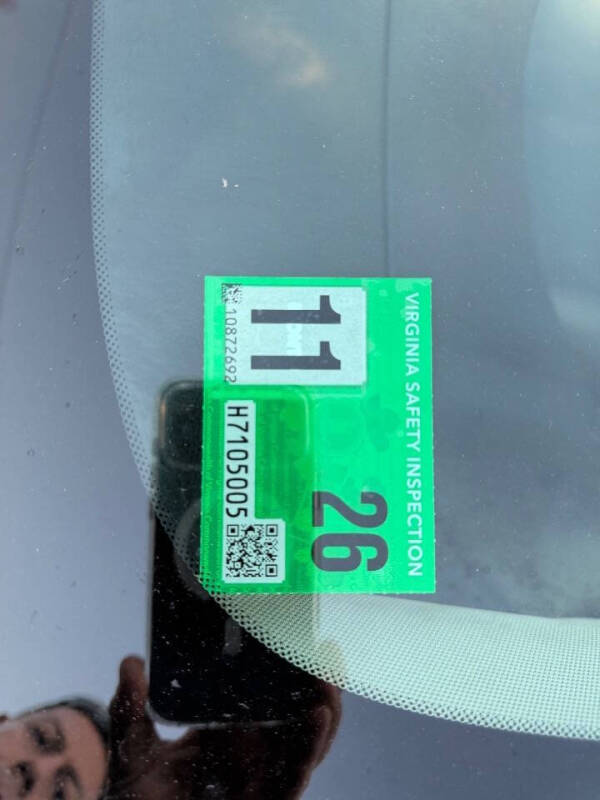 VIRGINIA SAFETY INSPECTION
11
26
10872692
H7105005